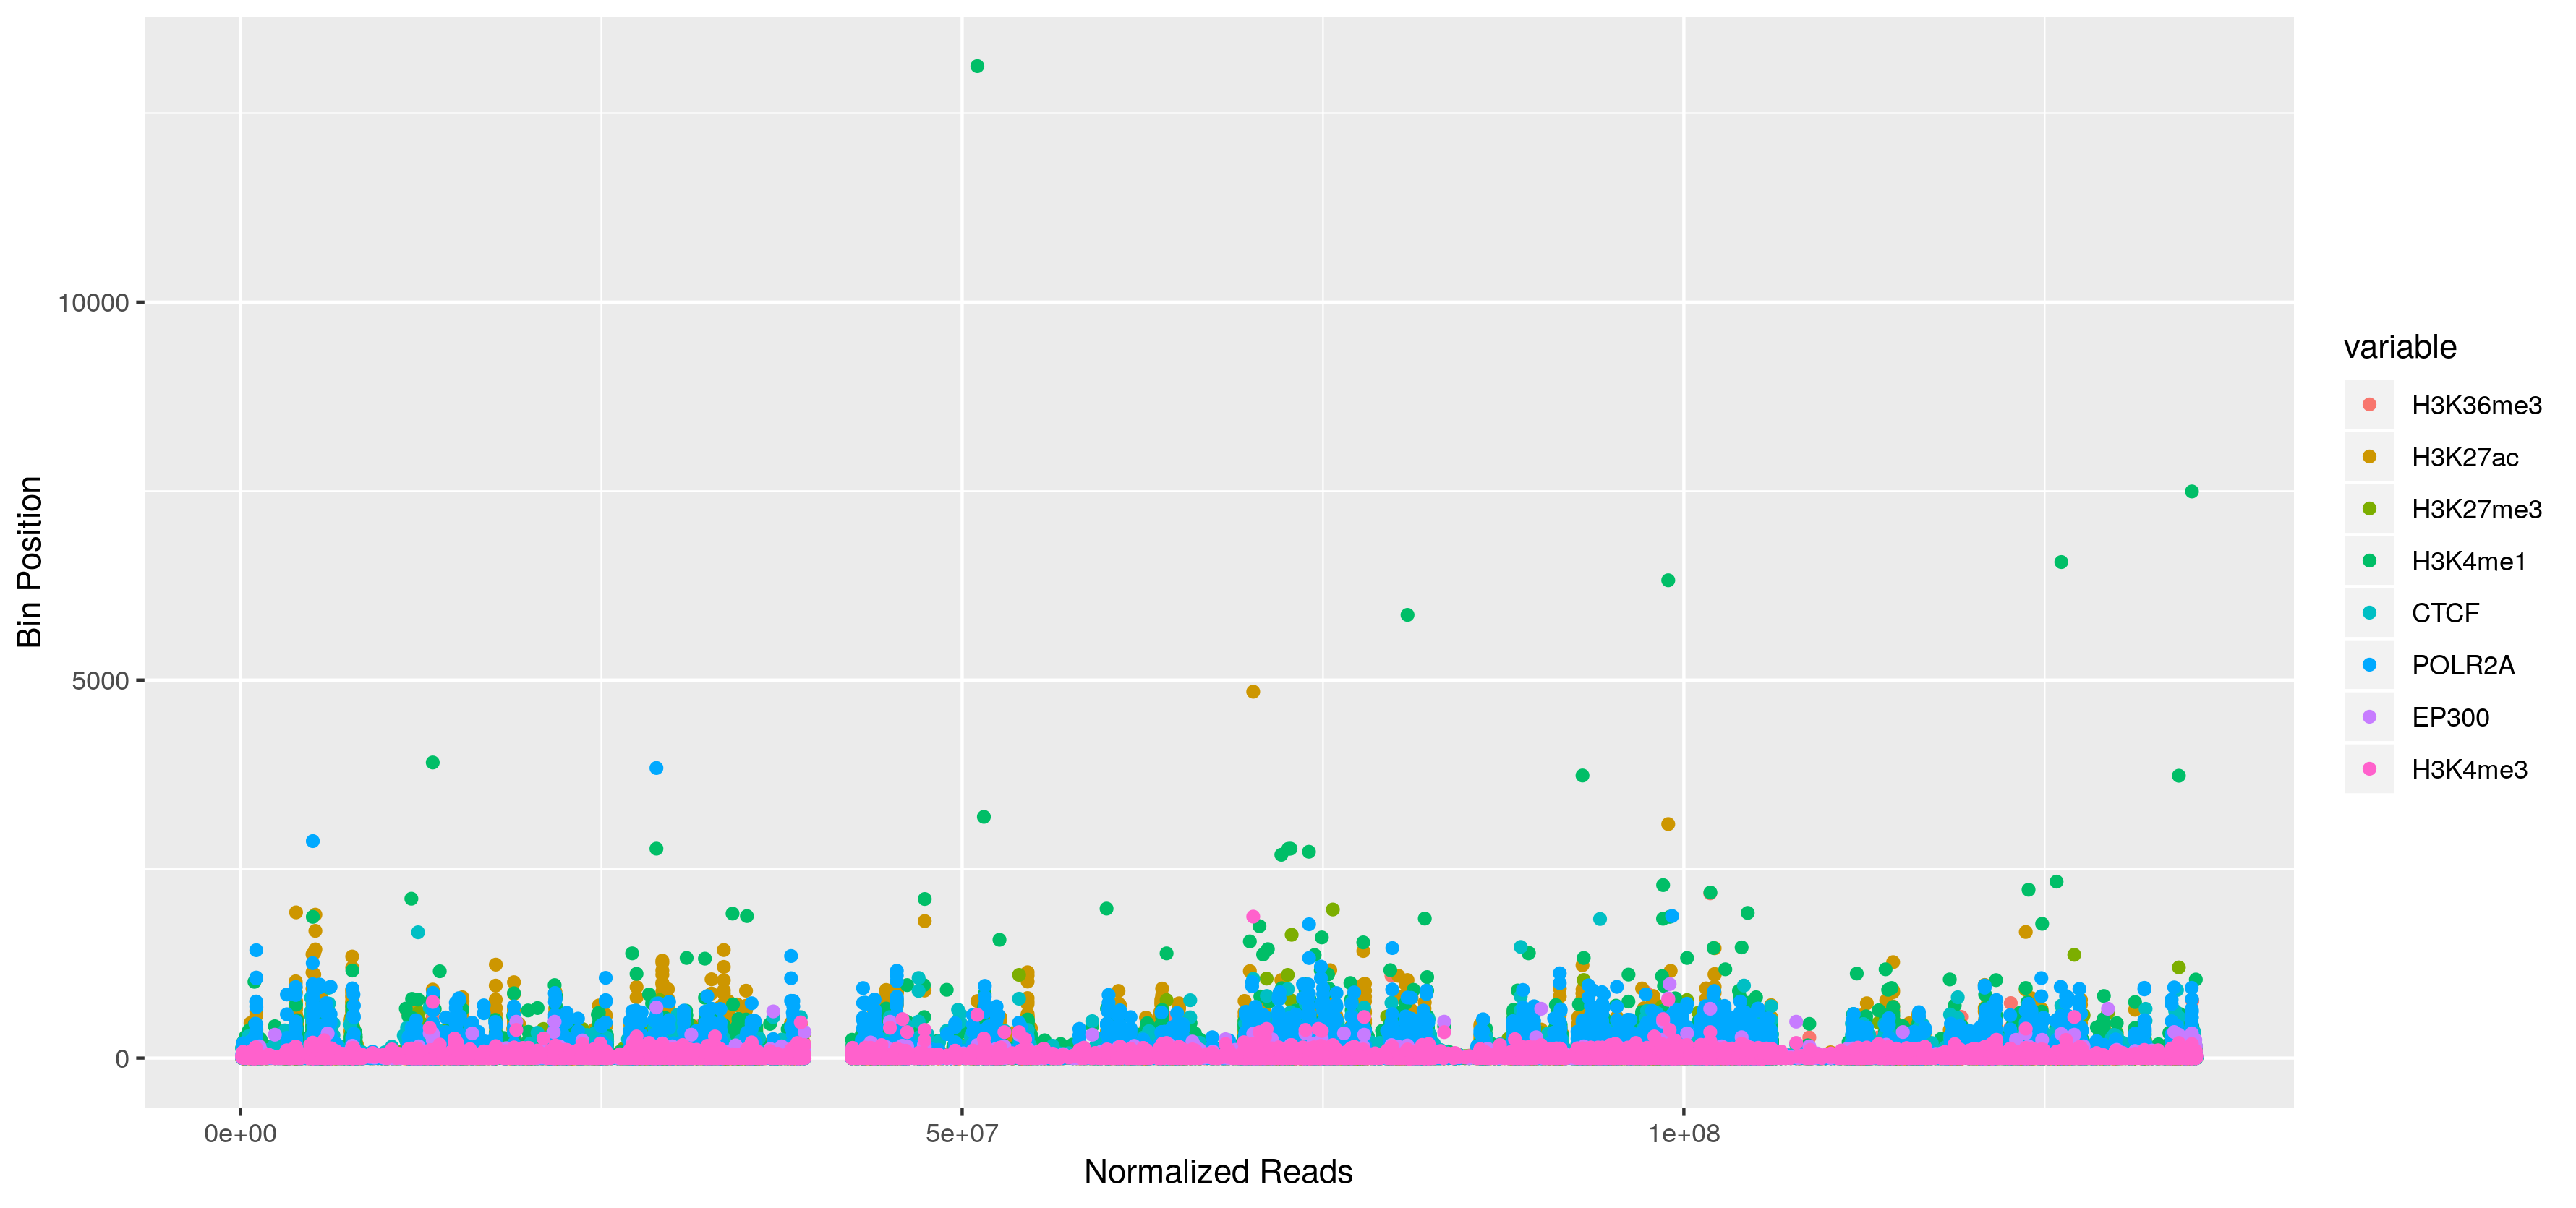 Bin Position
10000
5000
0
0e+00
5e+07
1e+08
Normalized Reads
variable
H3K36me3
H3K27ac
H3K27me3
H3K4me1
CTCF
POLR2A
EP300
H3K4me3